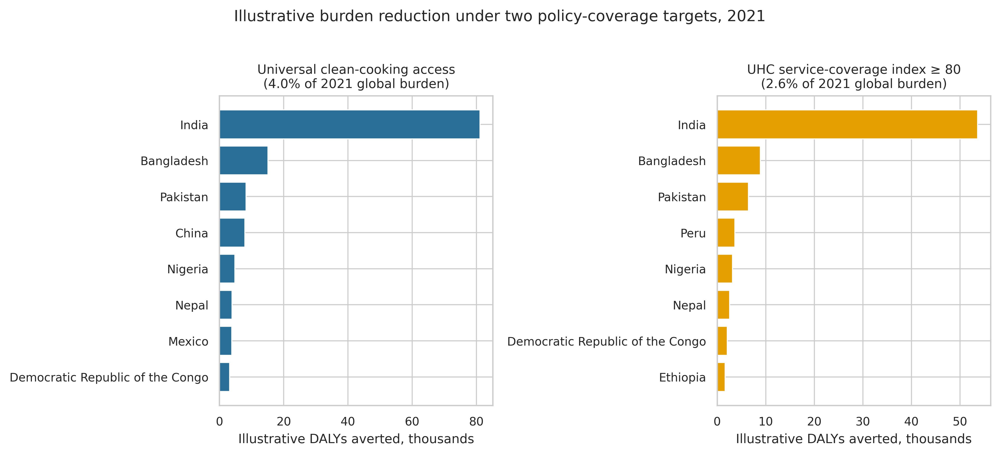 Illustrative burden reduction under two policy-coverage targets, 2021
Universal clean-cooking access
(4.0% of 2021 global burden)
India
Bangladesh
Pakistan
China
Nigeria
Nepal
Mexico
Democratic Republic of the Congo
0 20 40 60 80
Illustrative DALYs averted, thousands
UHC service-coverage index ≥ 80
(2.6% of 2021 global burden)
India
Bangladesh
Pakistan
Peru
Nigeria
Nepal
Democratic Republic of the Congo
Ethiopia
0 10 20 30 40 50
Illustrative DALYs averted, thousands